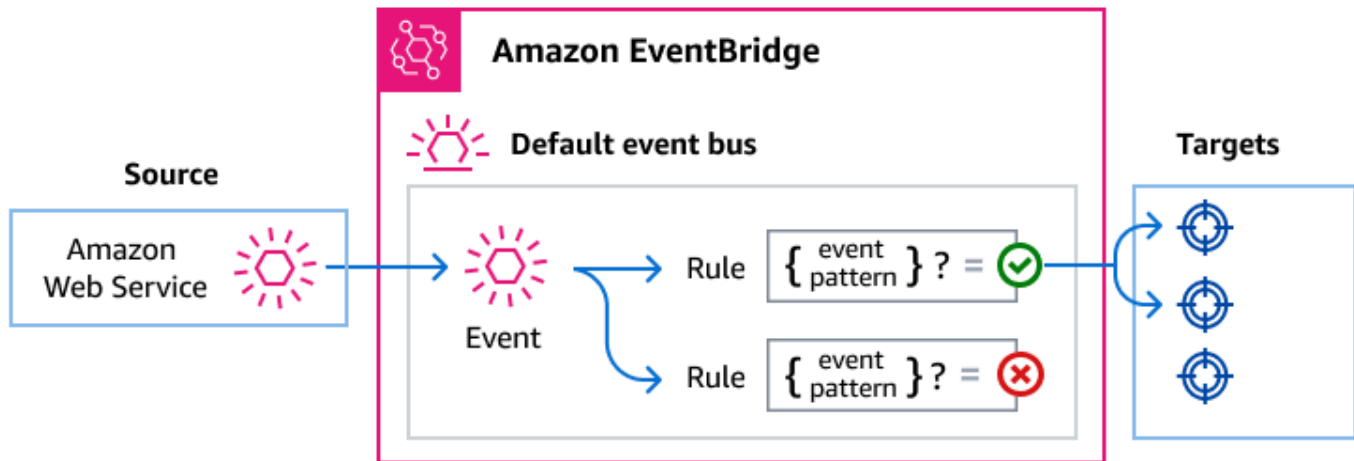 Amazon EventBridge
Default event bus
Targets
Source
Amazon
Web Service
Event
Rule
{ event
pattern } ? =
Rule
{ event
pattern } ? =